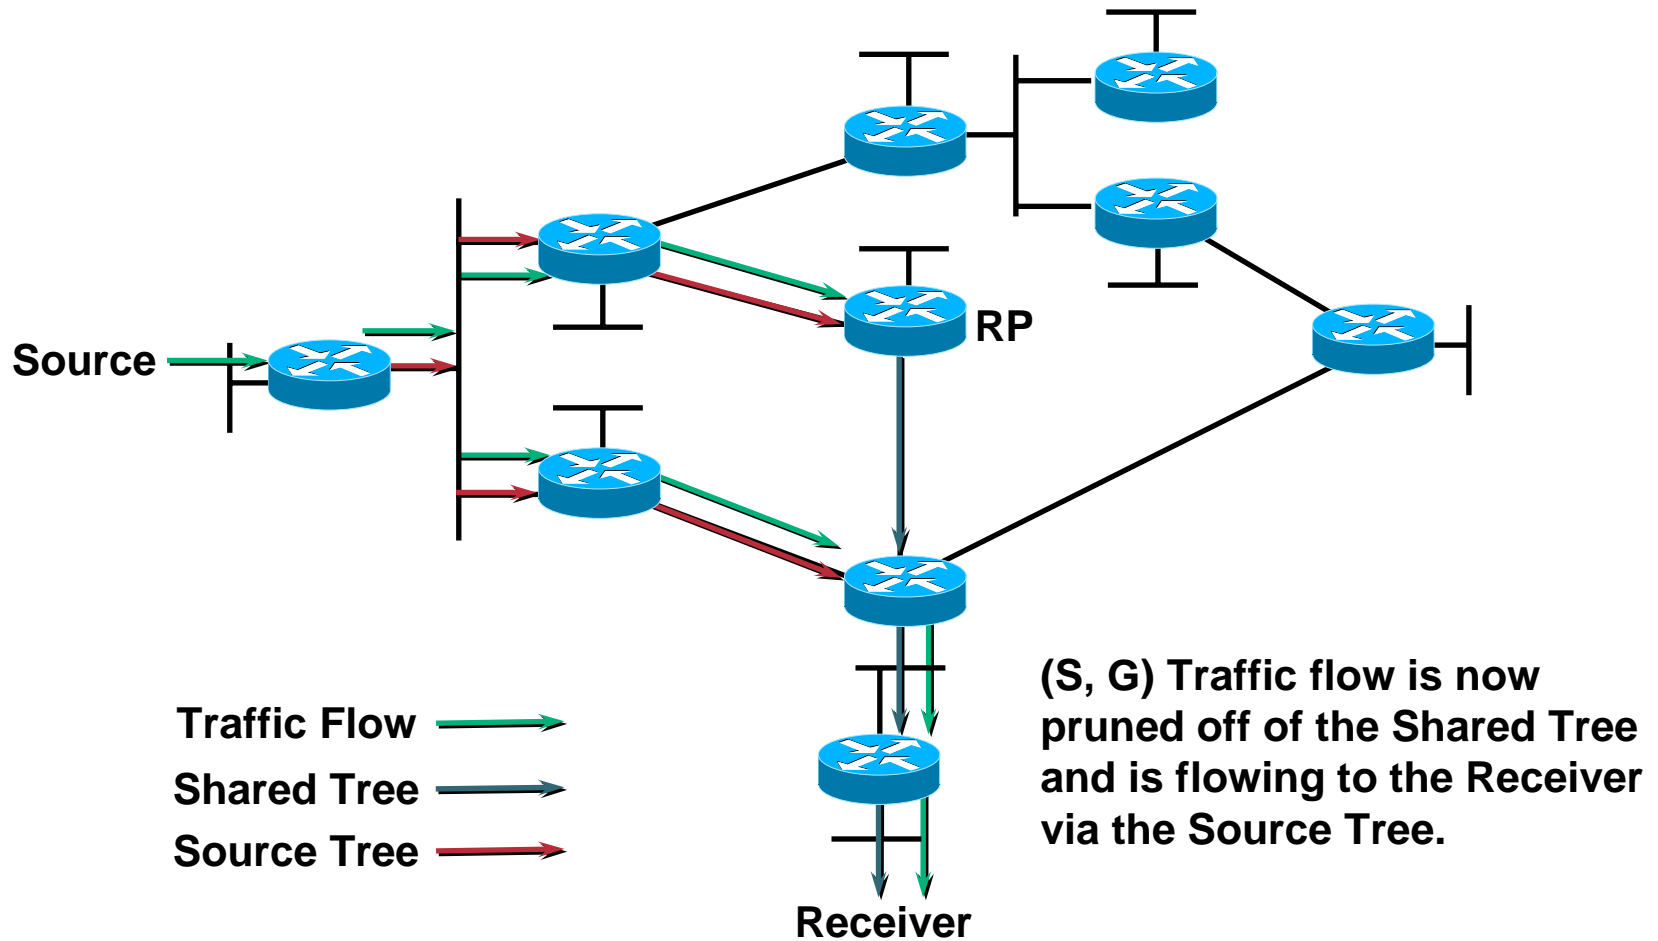 RP
Source
(S, G) Traffic flow is now
pruned off of the Shared Tree
and is flowing to the Receiver
via the Source Tree.
Traffic Flow
Shared Tree
Source Tree
Receiver